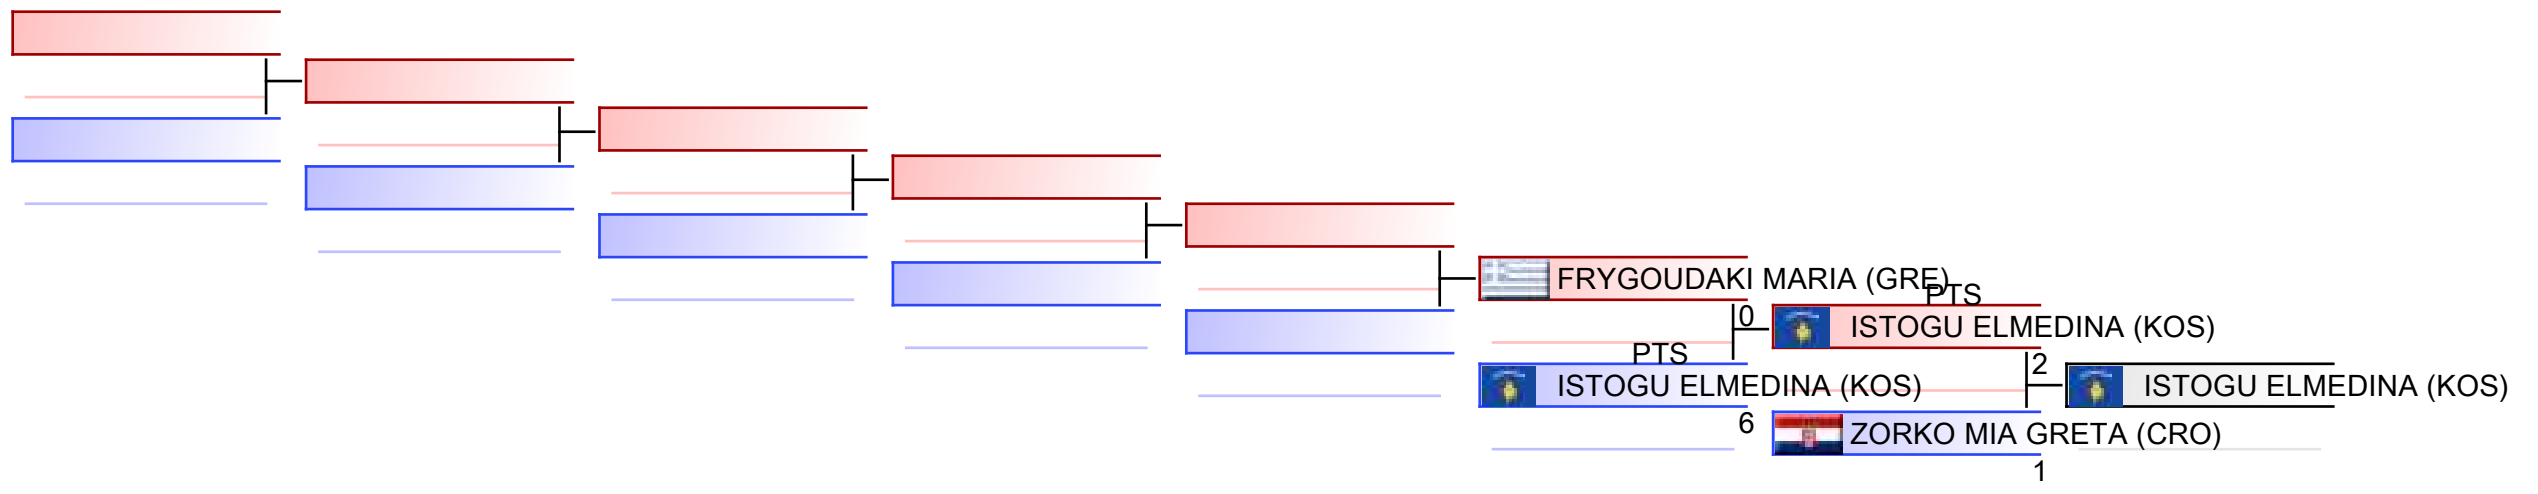 FRYGOUDAKI MARIA (GRE)
PTS
0
ISTOGU ELMEDINA (KOS)
PTS
2
ISTOGU ELMEDINA (KOS)
ISTOGU ELMEDINA (KOS)
6
ZORKO MIA GRETA (CRO)
1